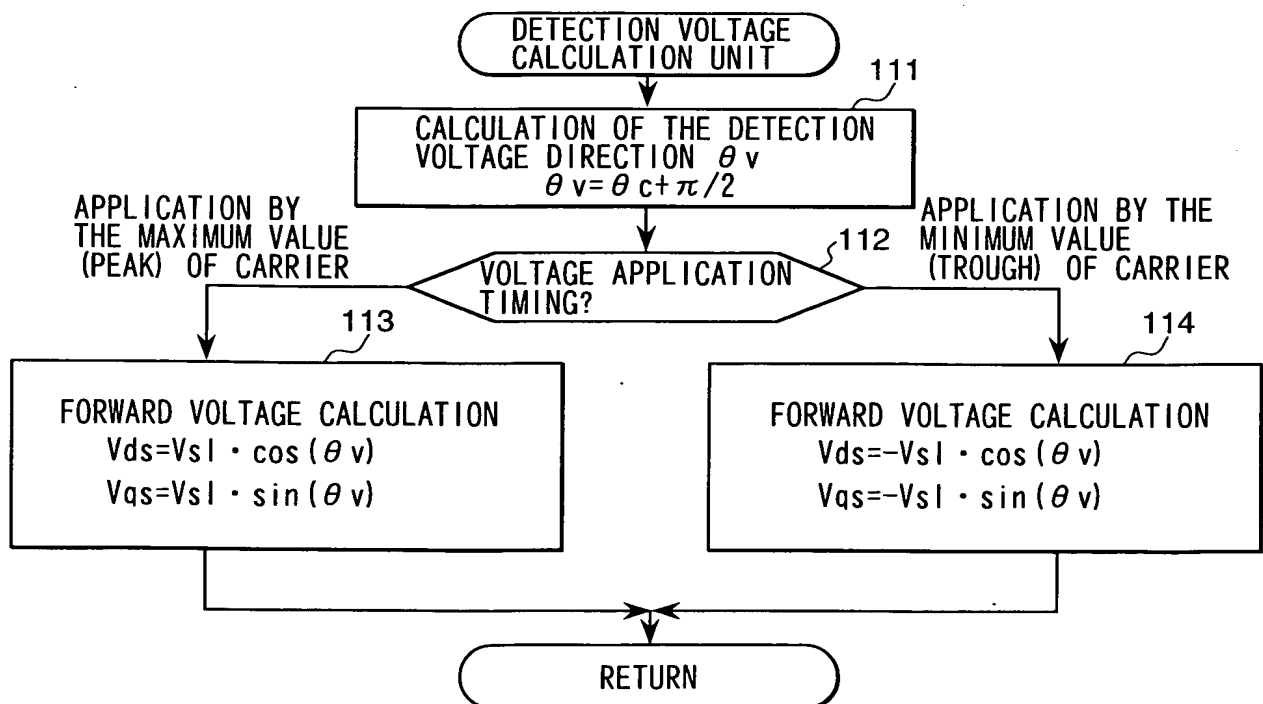 DETECTION VOLTAGE
CALCULATION UNIT
111
CALCULATION OF THE DETECTION
VOLTAGE DIRECTION θv
θv=θc+π/2
APPLICATION BY
THE MAXIMUM VALUE
(PEAK) OF CARRIER
112
VOLTAGE APPLICATION
TIMING?
APPLICATION BY THE
MINIMUM VALUE
(TROUGH) OF CARRIER
113
FORWARD VOLTAGE CALCULATION
Vds=Vsl・cos(θv)
Vqs=Vsl・sin(θv)
114
FORWARD VOLTAGE CALCULATION
Vds=-Vsl・cos(θv)
Vqs=-Vsl・sin(θv)
RETURN